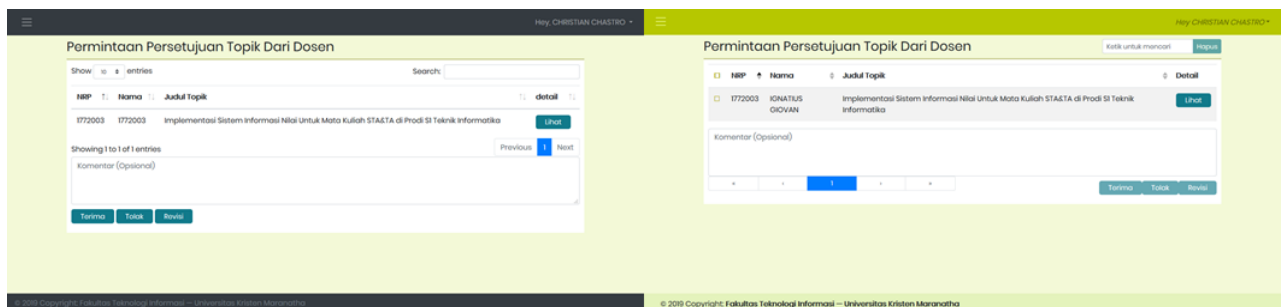 Hey, CHRISTIAN CHASTRO
Permintaan Persetujuan Topik Dari Dosen
Show 10 entries Search:
NRP Nama Judul Topik detail
1772003 1772003 Implementasi Sistem Informasi Nilai Untuk Mata Kuliah STA&TA di Prodi S1 Teknik Informatika Lihat
Showing 1 to 1 of 1 entries Previous 1 Next
Komentar (Opsional)
Terima Tolak Revisi
© 2019 Copyright: Fakultas Teknologi Informasi — Universitas Kristen Maranatha
Hey CHRISTIAN CHASTRO
Permintaan Persetujuan Topik Dari Dosen Ketik untuk mencari Hapus
NRP Nama Judul Topik Detail
1772003 IGNATIUS GIOVAN Implementasi Sistem Informasi Nilai Untuk Mata Kuliah STA&TA di Prodi S1 Teknik Informatika Lihat
Komentar (Opsional)
« ‹ 1 › »
Terima Tolak Revisi
© 2019 Copyright: Fakultas Teknologi Informasi — Universitas Kristen Maranatha